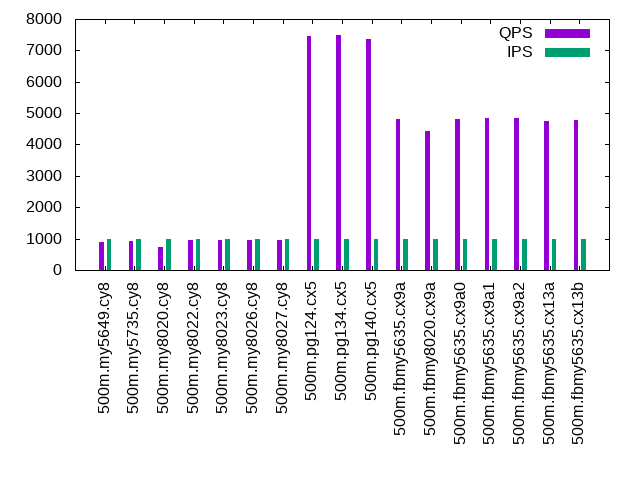 8000
7000
6000
5000
4000
3000
2000
1000
0
QPS
IPS
500m.my5649.cy8
500m.my5735.cy8
500m.my8020.cy8
500m.my8022.cy8
500m.my8023.cy8
500m.my8026.cy8
500m.my8027.cy8
500m.pg124.cx5
500m.pg134.cx5
500m.pg140.cx5
500m.fbmy5635.cx9a
500m.fbmy8020.cx9a
500m.fbmy5635.cx9a0
500m.fbmy5635.cx9a1
500m.fbmy5635.cx9a2
500m.fbmy5635.cx13a
500m.fbmy5635.cx13b